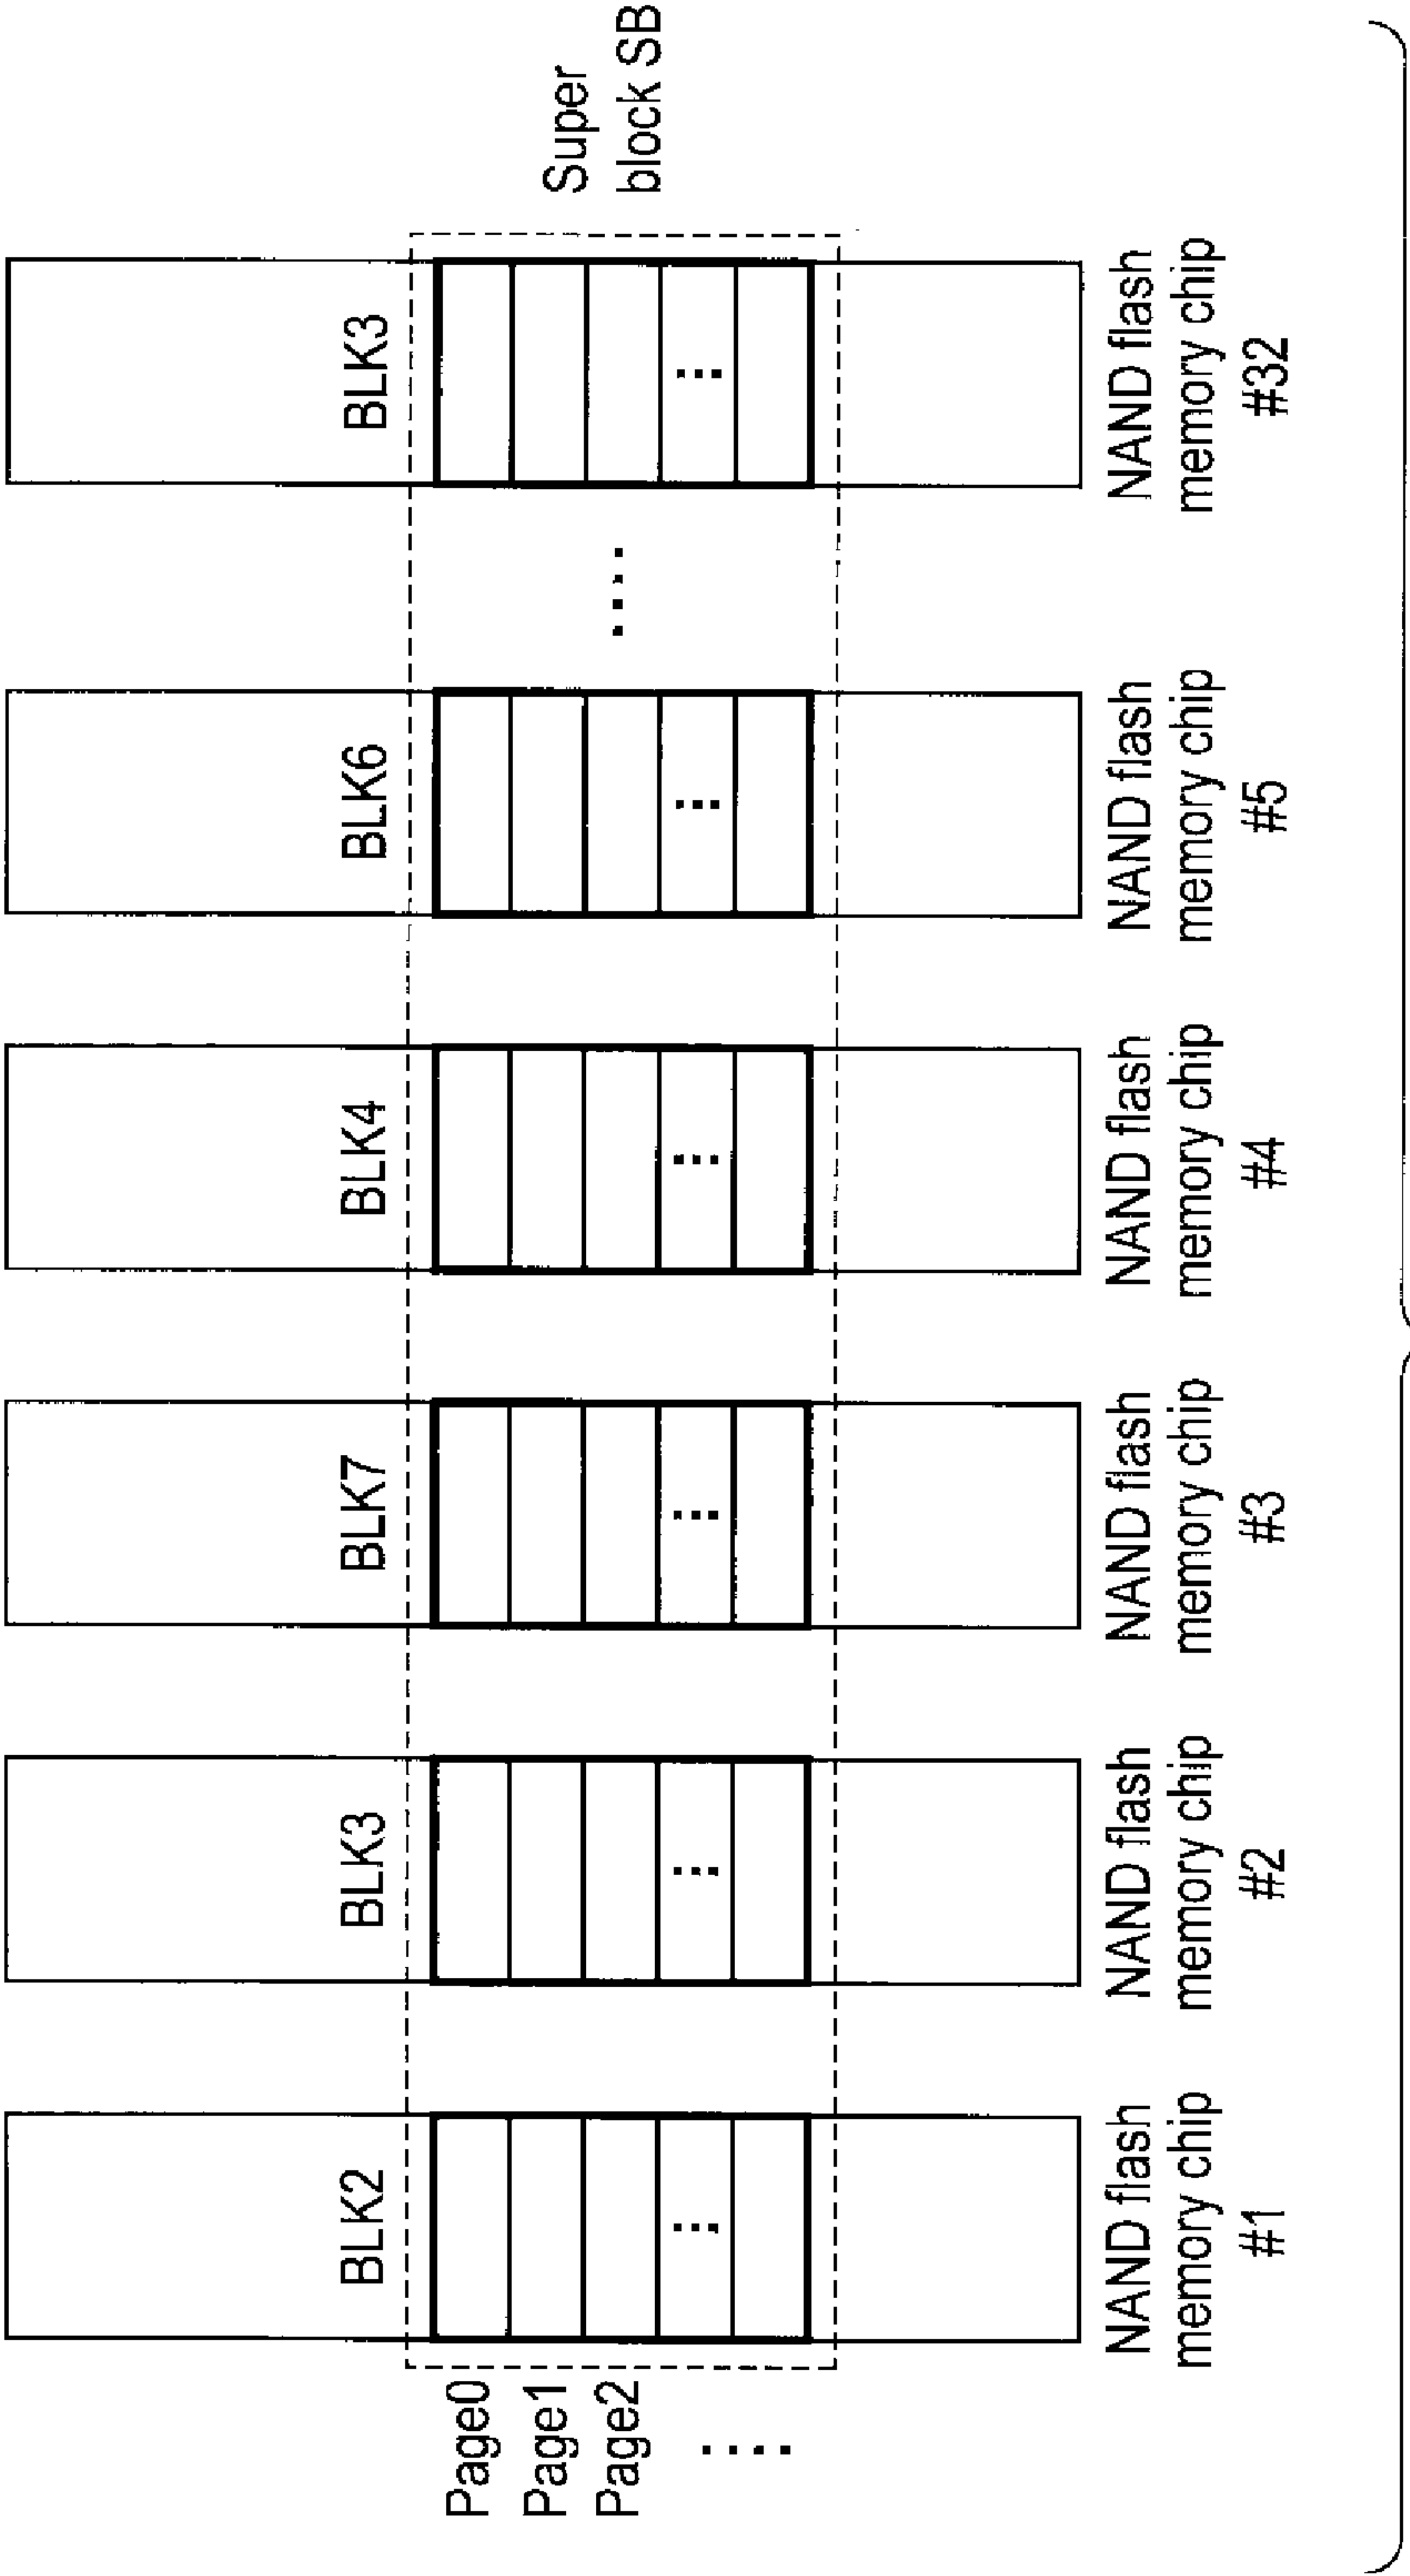 BLK2
BLK3
BLK7
BLK4
BLK6
BLK3
Page0
Page1
Page2
....
Super
block SB
NAND flash
memory chip
#1
NAND flash
memory chip
#2
NAND flash
memory chip
#3
NAND flash
memory chip
#4
NAND flash
memory chip
#5
NAND flash
memory chip
#32